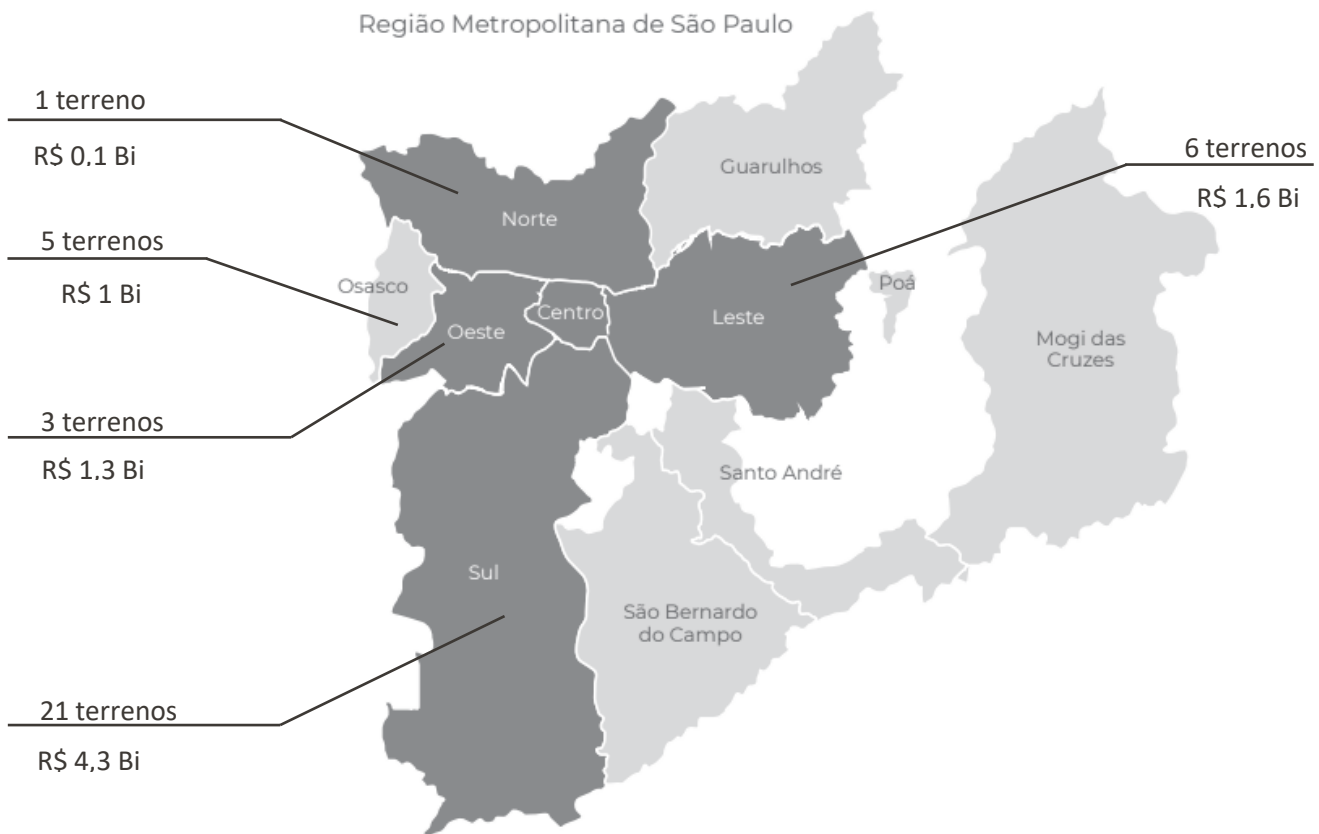 Região Metropolitana de São Paulo
1 terreno
R$ 0,1 Bi
6 terrenos
R$ 1,6 Bi
Guarulhos
Norte
5 terrenos
R$ 1 Bi
Osasco
Poá
Centro
Oeste
Leste
Mogi das
Cruzes
3 terrenos
R$ 1,3 Bi
Santo André
Sul
São Bernardo
do Campo
21 terrenos
R$ 4,3 Bi